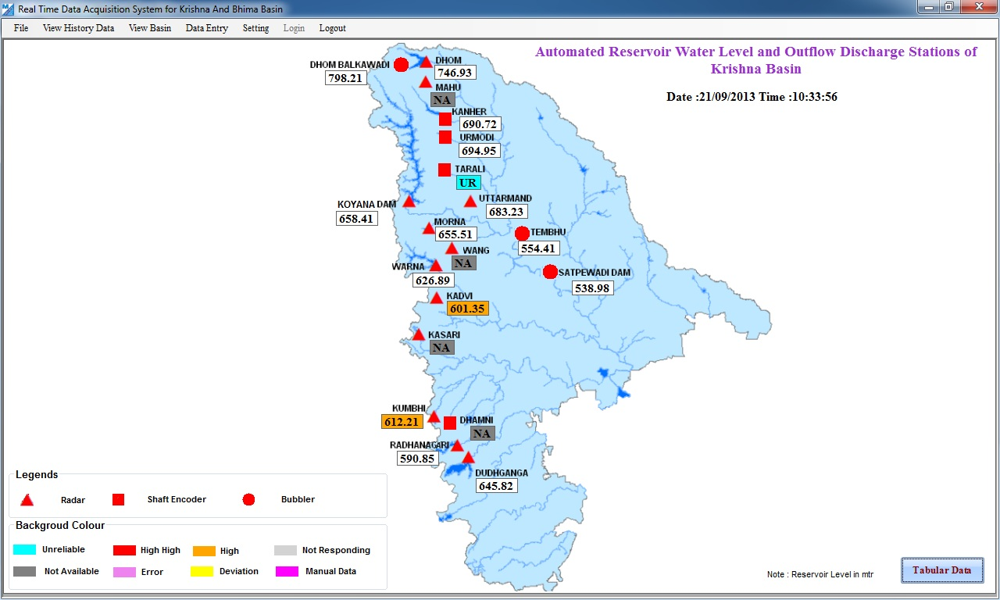 Real Time Data Acquisition System for Krishna And Bhima Basin
File View History Data View Basin Data Entry Setting Login Logout
Automated Reservoir Water Level and Outflow Discharge Stations of
Krishna Basin
Date :21/09/2013 Time :10:33:56
DHOM BALKAWADI
798.21
DHOM
746.93
MAHU
NA
KANHER
690.72
URMODI
694.95
TARALI
UR
KOYANA DAM
658.41
UTTARMAND
683.23
MORNA
655.51
TEMBHU
554.41
WANG
NA
WARNA
626.89
SATPEWADI DAM
538.98
KADVI
601.35
KASARI
NA
KUMBHI
612.21
DHAMNI
NA
RADHANAGARI
590.85
DUDHGANGA
645.82
Legends
Radar Shaft Encoder Bubbler
Backgroud Colour
Unreliable High High High Not Responding
Not Available Error Deviation Manual Data
Note : Reservoir Level in mtr
Tabular Data